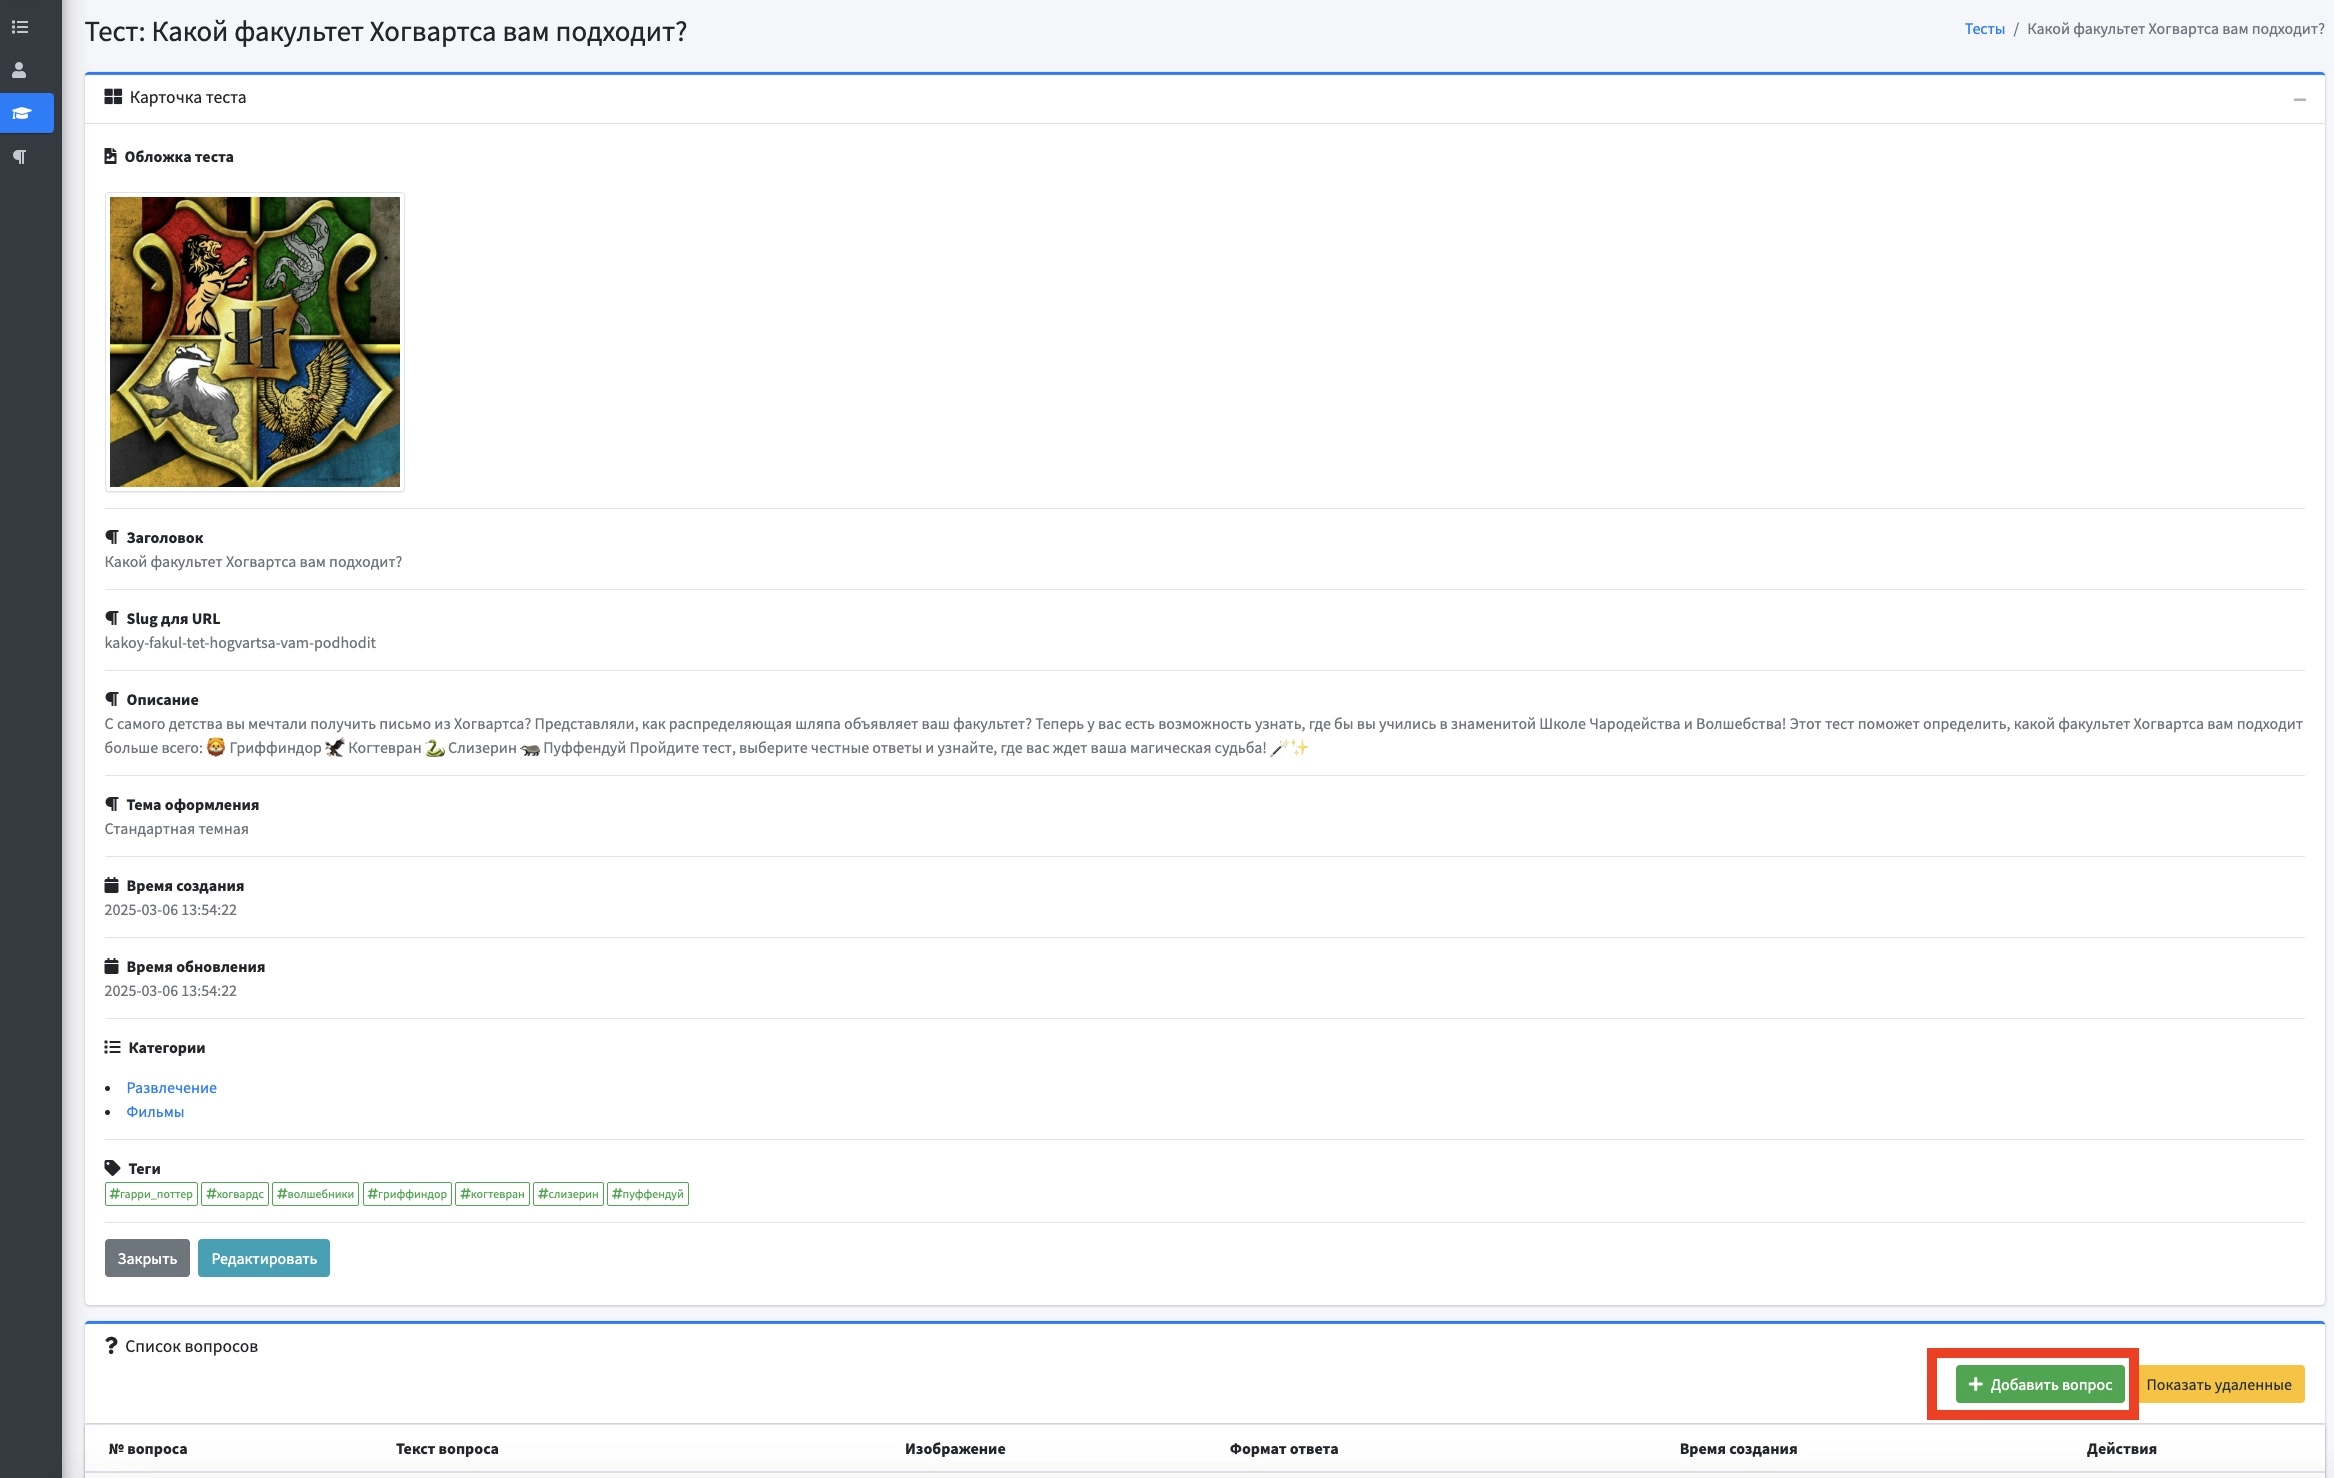 Тест: Какой факультет Хогвартса вам подходит?
Тесты / Какой факультет Хогвартса вам подходит?
Карточка теста
Обложка теста
H
Заголовок
Какой факультет Хогвартса вам подходит?
Slug для URL
kakoy-fakul-tet-hogvartsa-vam-podhodit
Описание
С самого детства вы мечтали получить письмо из Хогвартса? Представляли, как распределяющая шляпа объявляет ваш факультет? Теперь у вас есть возможность узнать, где бы вы учились в знаменитой Школе Чародейства и Волшебства! Этот тест поможет определить, какой факультет Хогвартса вам подходит
больше всего: 🦁 Гриффиндор 🦅 Когтевран 🐍 Слизерин 🦡 Пуффендуй Пройдите тест, выберите честные ответы и узнайте, где вас ждет ваша магическая судьба! 🪄✨
Тема оформления
Стандартная темная
Время создания
2025-03-06 13:54:22
Время обновления
2025-03-06 13:54:22
Категории
• Развлечение
• Фильмы
Теги
#гарри_поттер #хогвардс #волшебники #гриффиндор #когтевран #слизерин #пуффендуй
Закрыть Редактировать
Список вопросов
+ Добавить вопрос Показать удаленные
№ вопроса Текст вопроса Изображение Формат ответа Время создания Действия